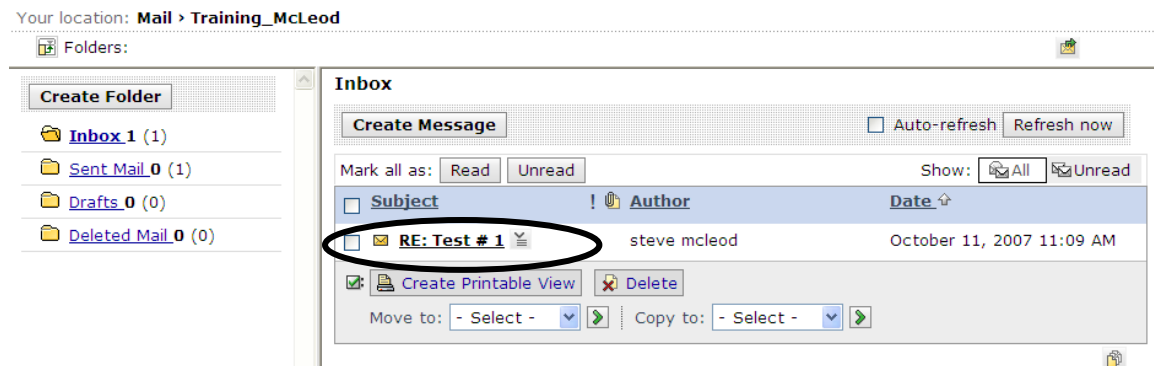 Your location: Mail › Training_McLeod
Folders:
Create Folder
Inbox 1 (1)
Sent Mail 0 (1)
Drafts 0 (0)
Deleted Mail 0 (0)
Inbox
Create Message Auto-refresh Refresh now
Mark all as: Read Unread Show: All Unread
Subject ! Author Date
RE: Test # 1 steve mcleod October 11, 2007 11:09 AM
: Create Printable View Delete
Move to: - Select - Copy to: - Select -